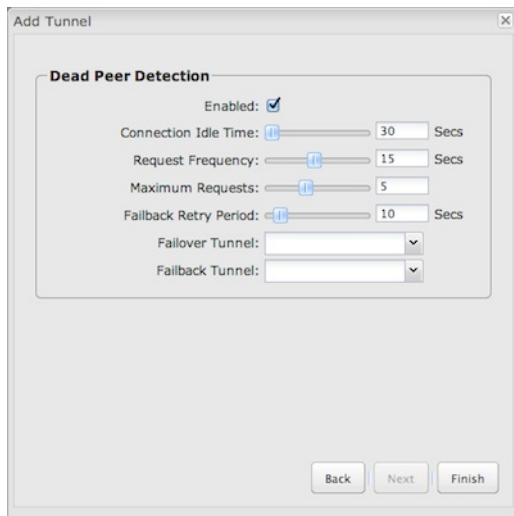 Add Tunnel
Dead Peer Detection
Enabled:
Connection Idle Time: 30 Secs
Request Frequency: 15 Secs
Maximum Requests: 5
Failback Retry Period: 10 Secs
Failover Tunnel:
Failback Tunnel:
Back Next Finish